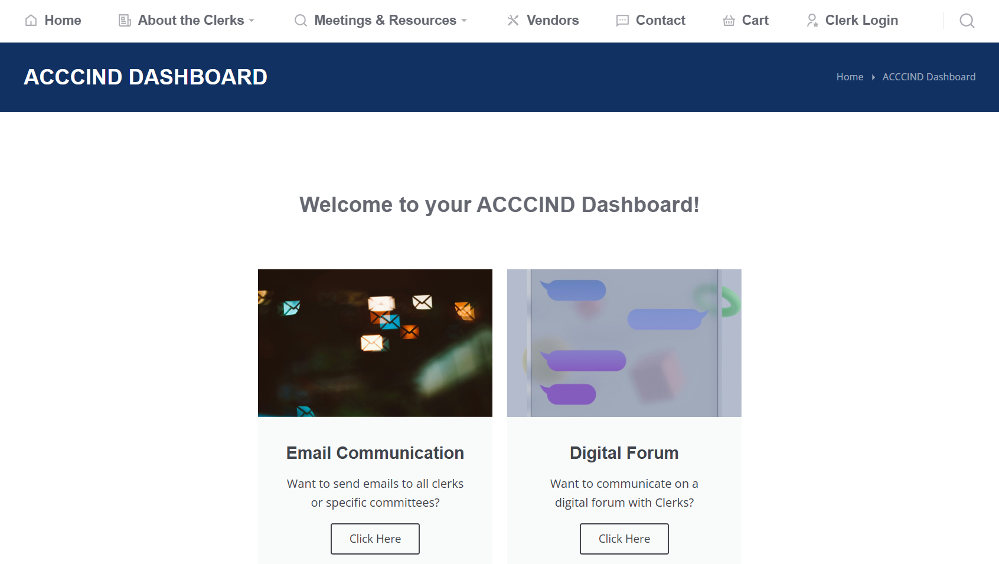 Home About the Clerks Meetings & Resources Vendors Contact Cart Clerk Login
ACCCIND DASHBOARD
Home ACCCIND Dashboard
Welcome to your ACCCIND Dashboard!
Email Communication
Want to send emails to all clerks
or specific committees?
Click Here
Digital Forum
Want to communicate on a
digital forum with Clerks?
Click Here